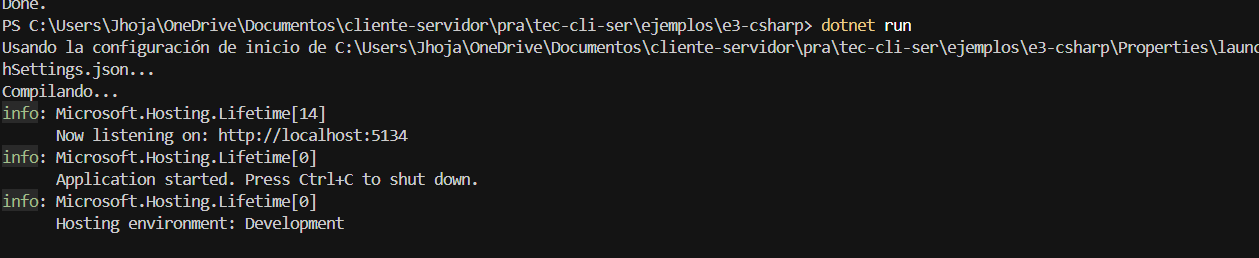 Done.
PS C:\Users\Jhoja\OneDrive\Documentos\cliente-servidor\pra\tec-cli-ser\ejemplos\e3-csharp> dotnet run
Usando la configuración de inicio de C:\Users\Jhoja\OneDrive\Documentos\cliente-servidor\pra\tec-cli-ser\ejemplos\e3-csharp\Properties\launc
hSettings.json...
Compilando...
info: Microsoft.Hosting.Lifetime[14]
      Now listening on: http://localhost:5134
info: Microsoft.Hosting.Lifetime[0]
      Application started. Press Ctrl+C to shut down.
info: Microsoft.Hosting.Lifetime[0]
      Hosting environment: Development